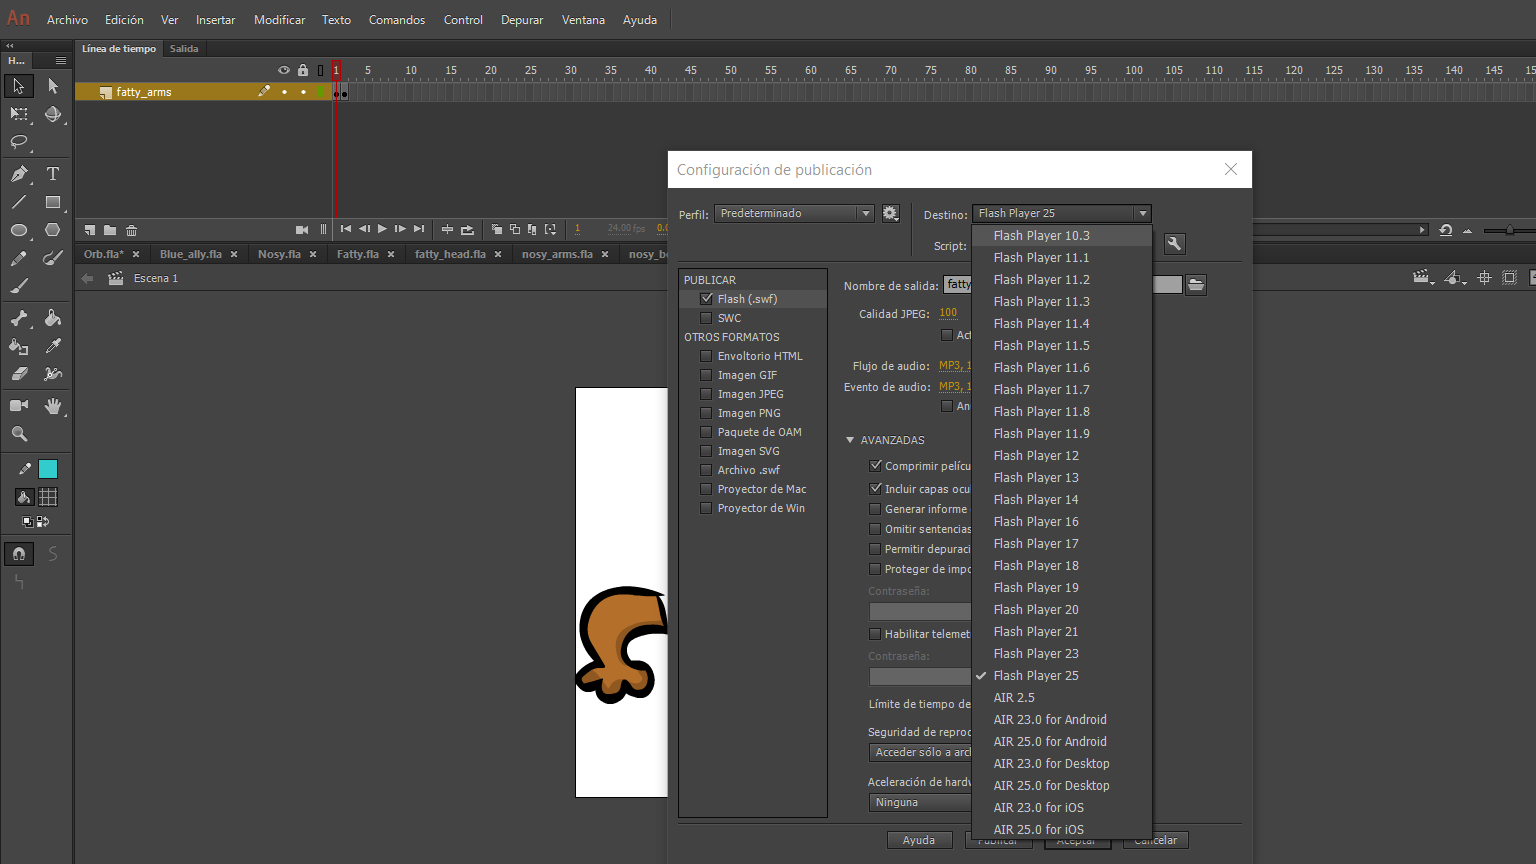 An Archivo Edición Ver Insertar Modificar Texto Comandos Control Depurar Ventana Ayuda
H... Línea de tiempo Salida
1 5 10 15 20 25 30 35 40 45 50 55 60 65 70 75 80 85 90 95 100 105 110 115 120 125 130 135 140 145 15
fatty_arms
Configuración de publicación
Perfil: Predeterminado Destino: Flash Player 25
1 24.00 fps 0.0
Script:
Orb.fla* Blue_ally.fla Nosy.fla Fatty.fla fatty_head.fla nosy_arms.fla nosy_b
Escena 1
PUBLICAR
Flash (.swf)
SWC
OTROS FORMATOS
Envoltorio HTML
Imagen GIF
Imagen JPEG
Imagen PNG
Paquete de OAM
Imagen SVG
Archivo .swf
Proyector de Mac
Proyector de Win
Nombre de salida: fatty
Calidad JPEG: 100
Act
Flujo de audio: MP3, 1
Evento de audio: MP3, 1
An
AVANZADAS
Comprimir pelícu
Incluir capas ocul
Generar informe
Omitir sentencias
Permitir depuraci
Proteger de impo
Contraseña:
Habilitar telemet
Contraseña:
Límite de tiempo de
Seguridad de reproc
Acceder sólo a arch
Aceleración de hardw
Ninguna
Flash Player 10.3
Flash Player 11.1
Flash Player 11.2
Flash Player 11.3
Flash Player 11.4
Flash Player 11.5
Flash Player 11.6
Flash Player 11.7
Flash Player 11.8
Flash Player 11.9
Flash Player 12
Flash Player 13
Flash Player 14
Flash Player 16
Flash Player 17
Flash Player 18
Flash Player 19
Flash Player 20
Flash Player 21
Flash Player 23
Flash Player 25
AIR 2.5
AIR 23.0 for Android
AIR 25.0 for Android
AIR 23.0 for Desktop
AIR 25.0 for Desktop
AIR 23.0 for iOS
AIR 25.0 for iOS
Ayuda Publicar Aceptar Cancelar